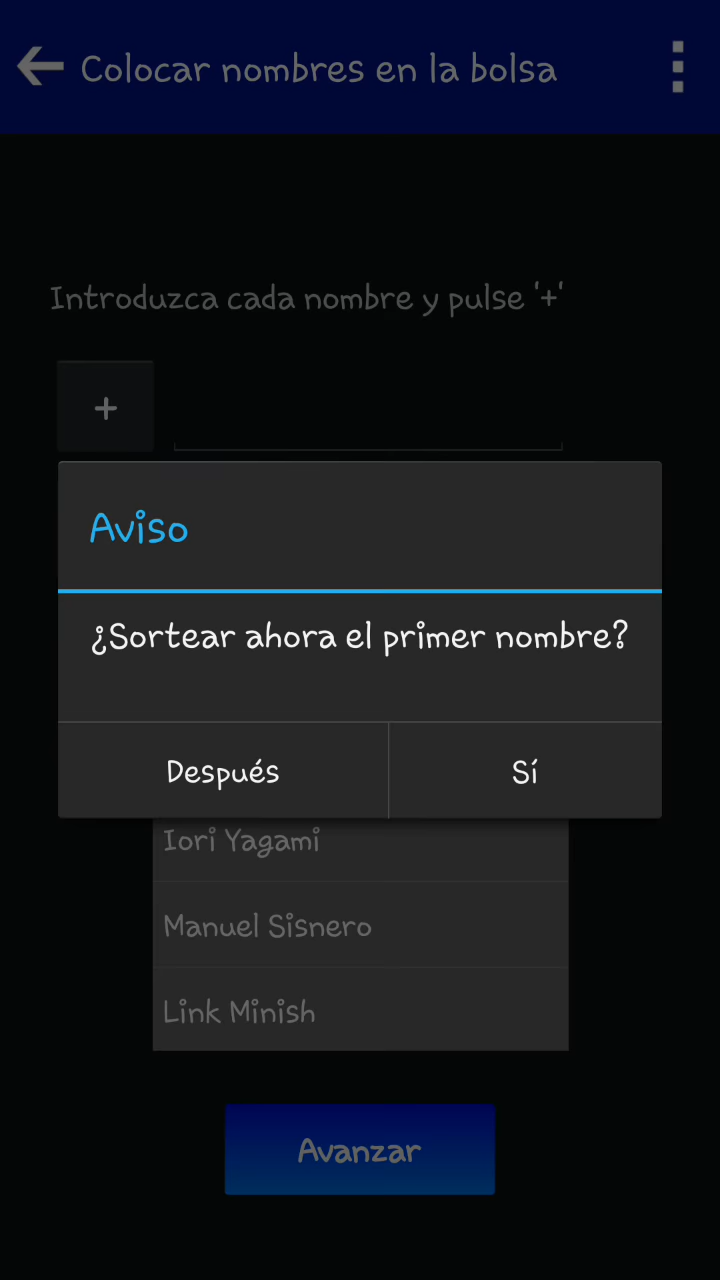 Colocar nombres en la bolsa
Introduzca cada nombre y pulse '+'
+
Aviso
¿Sortear ahora el primer nombre?
Después Sí
Iori Yagami
Manuel Sisnero
Link Minish
Avanzar